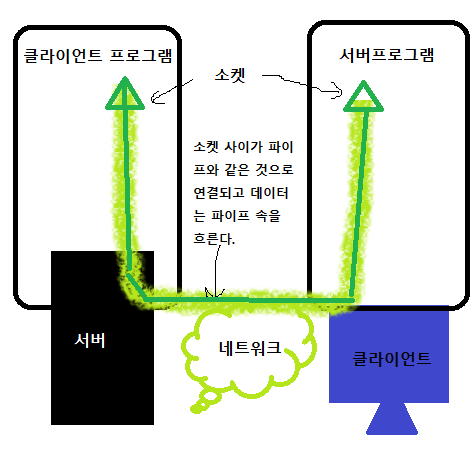 클라이언트 프로그램
서버프로그램
소켓
소켓 사이가 파이
프와 같은 것으로
연결되고 데이터
는 파이프 속을
흐른다.
서버
네트워크
클라이언트